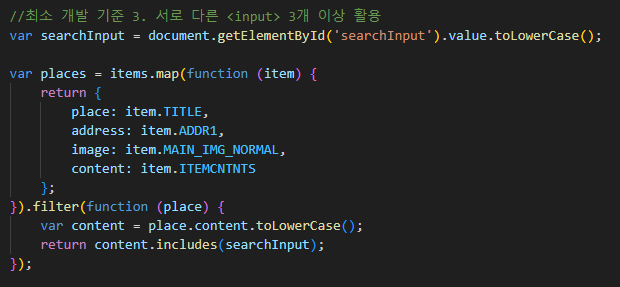 //최소 개발 기준 3. 서로 다른 <input> 3개 이상 활용
var searchInput = document.getElementById('searchInput').value.toLowerCase();

var places = items.map(function (item) {
    return {
        place: item.TITLE,
        address: item.ADDR1,
        image: item.MAIN_IMG_NORMAL,
        content: item.ITEMCNTNTS
    };
}).filter(function (place) {
    var content = place.content.toLowerCase();
    return content.includes(searchInput);
});